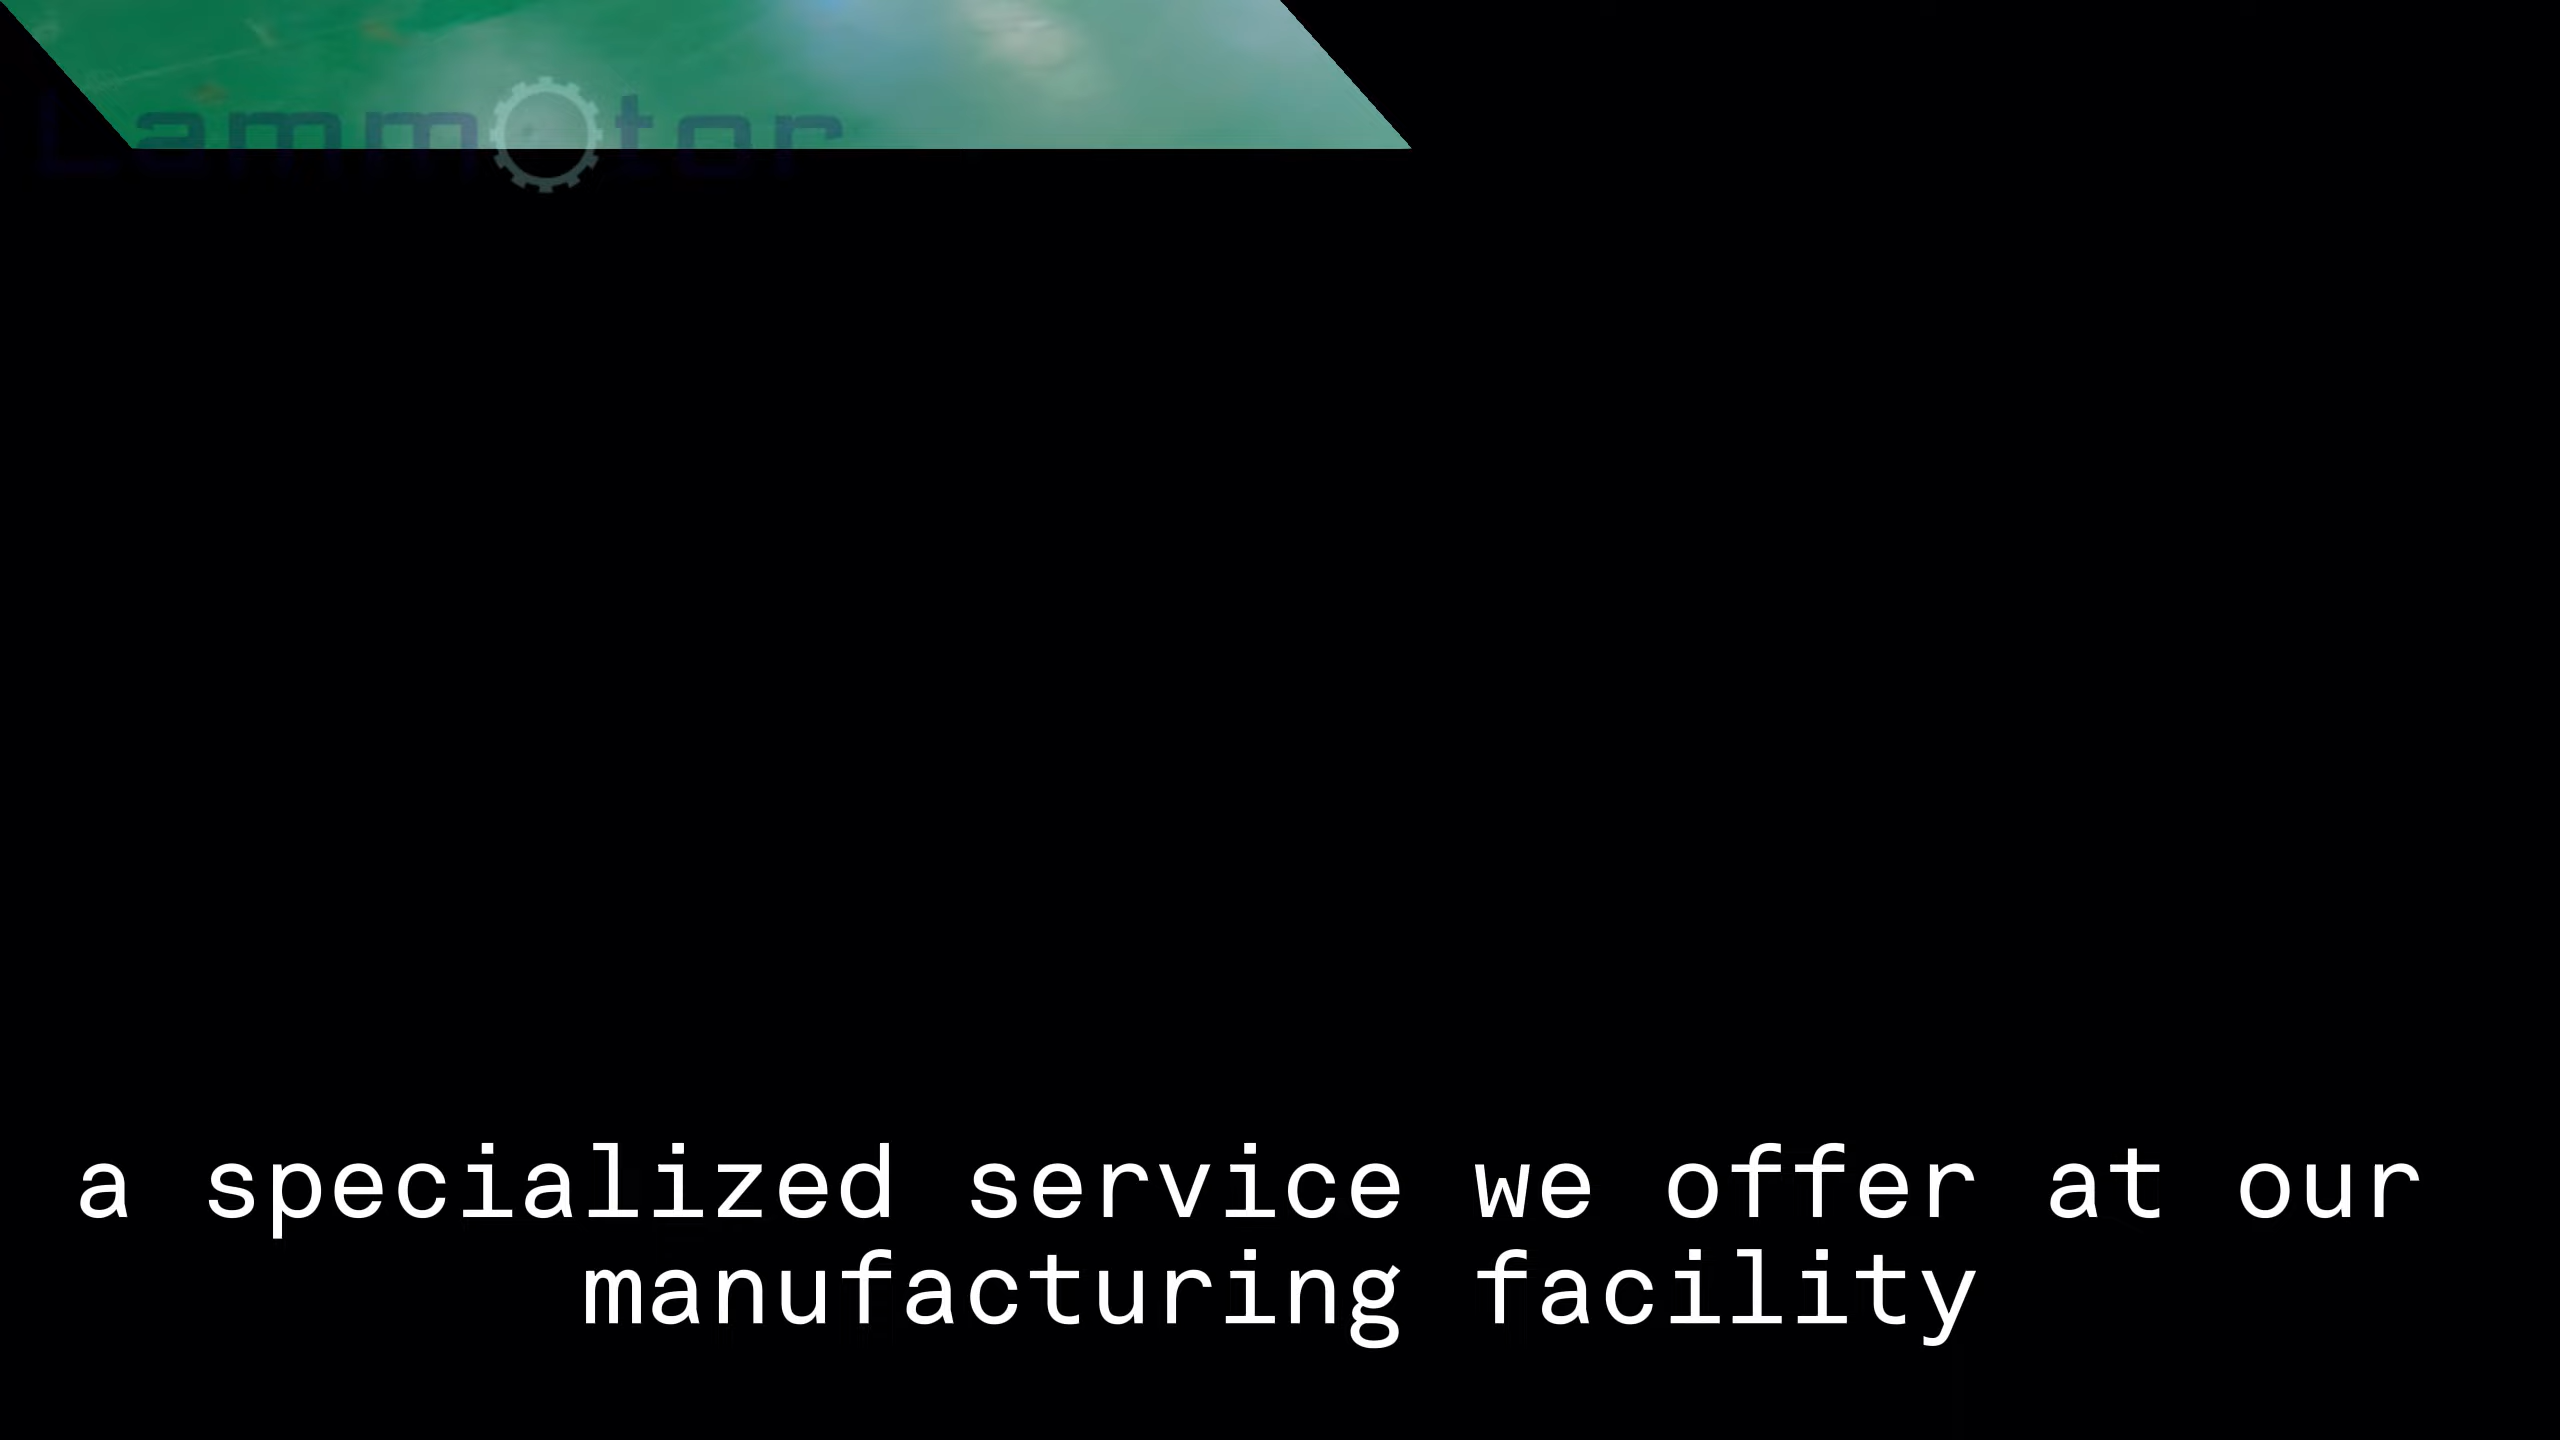 Lammotor
a specialized service we offer at our
manufacturing facility